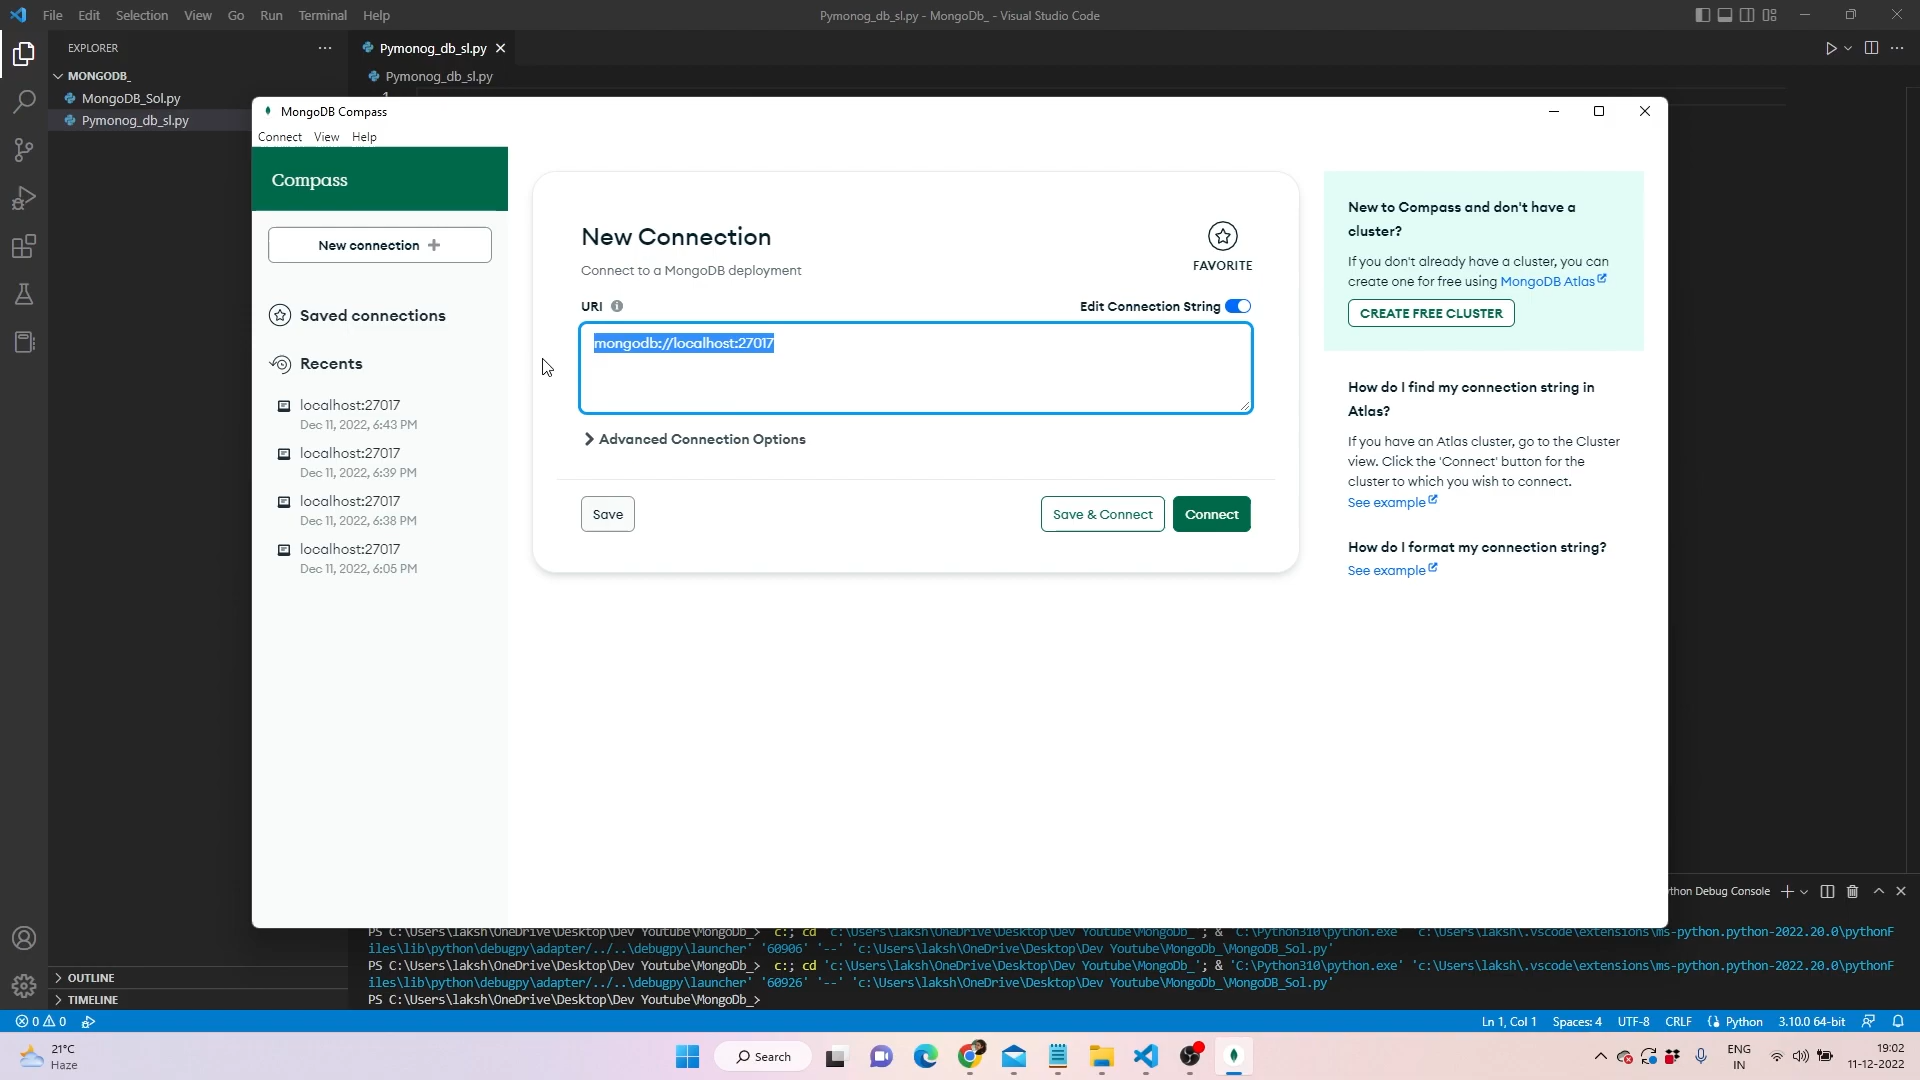 File Edit Selection View Go Run Terminal Help
Pymonog_db_sl.py - MongoDb_ - Visual Studio Code
EXPLORER
MONGODB_
MongoDB_Sol.py
Pymonog_db_sl.py
Pymonog_db_sl.py
Pymonog_db_sl.py
1
MongoDB Compass
Connect View Help
Compass
New connection
Saved connections
Recents
localhost:27017
Dec 11, 2022, 6:43 PM
localhost:27017
Dec 11, 2022, 6:39 PM
localhost:27017
Dec 11, 2022, 6:38 PM
localhost:27017
Dec 11, 2022, 6:05 PM
New Connection
Connect to a MongoDB deployment
FAVORITE
URI
Edit Connection String
mongodb://localhost:27017
Advanced Connection Options
Save
Save & Connect
Connect
New to Compass and don't have a
cluster?
If you don't already have a cluster, you can
create one for free using MongoDB Atlas
CREATE FREE CLUSTER
How do I find my connection string in
Atlas?
If you have an Atlas cluster, go to the Cluster
view. Click the 'Connect' button for the
cluster to which you wish to connect.
See example
How do I format my connection string?
See example
thon Debug Console
PS C:\Users\laksh\OneDrive\Desktop\Dev Youtube\MongoDb_> c:; cd 'c:\Users\laksh\OneDrive\Desktop\Dev Youtube\MongoDb_'; & 'C:\Python310\python.exe' 'c:\Users\laksh\.vscode\extensions\ms-python.python-2022.20.0\pythonF
iles\lib\python\debugpy\adapter/../..\debugpy\launcher' '60906' '--' 'c:\Users\laksh\OneDrive\Desktop\Dev Youtube\MongoDb_\MongoDB_Sol.py'
PS C:\Users\laksh\OneDrive\Desktop\Dev Youtube\MongoDb_> c:; cd 'c:\Users\laksh\OneDrive\Desktop\Dev Youtube\MongoDb_'; & 'C:\Python310\python.exe' 'c:\Users\laksh\.vscode\extensions\ms-python.python-2022.20.0\pythonF
iles\lib\python\debugpy\adapter/../..\debugpy\launcher' '60926' '--' 'c:\Users\laksh\OneDrive\Desktop\Dev Youtube\MongoDb_\MongoDB_Sol.py'
PS C:\Users\laksh\OneDrive\Desktop\Dev Youtube\MongoDb_>
OUTLINE
TIMELINE
0 0
Ln 1, Col 1 Spaces: 4 UTF-8 CRLF Python 3.10.0 64-bit
21°C
Haze
Search
ENG
IN
19:02
11-12-2022